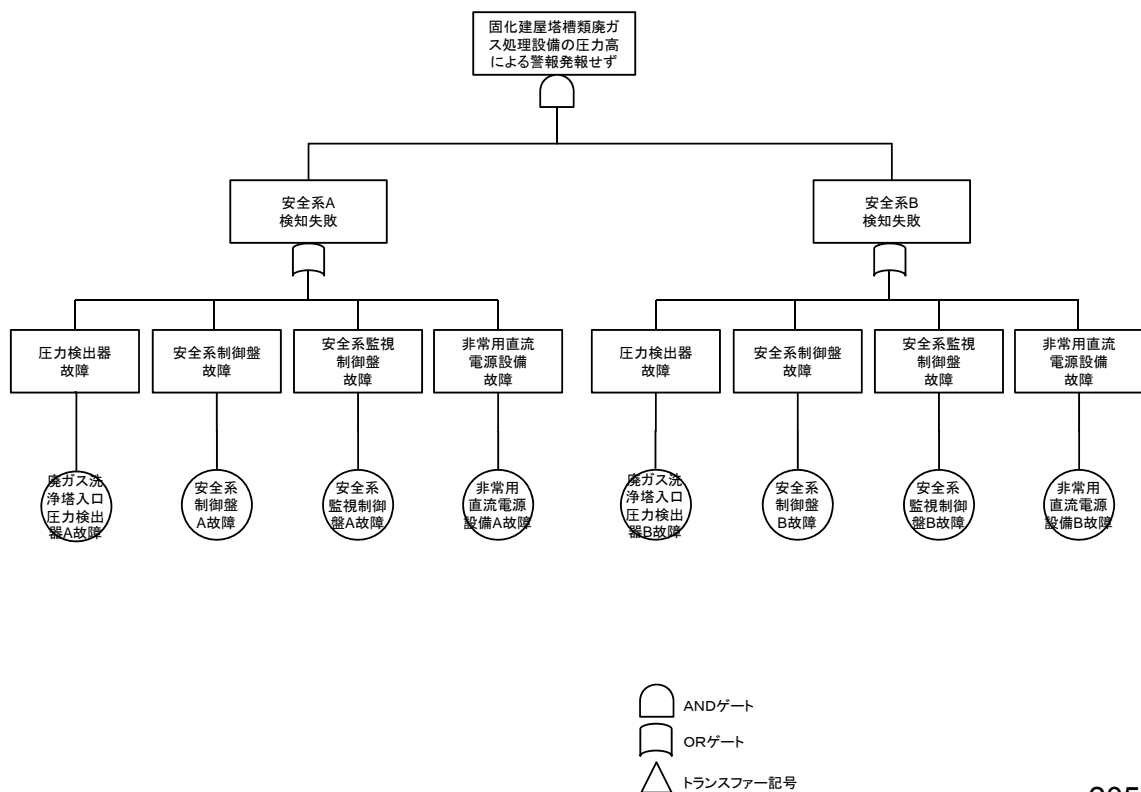 固化建屋塔槽類廃ガ
ス処理設備の圧力高
による警報発報せず
安全系A
検知失敗
安全系B
検知失敗
圧力検出器
故障
安全系制御盤
故障
安全系監視
制御盤
故障
非常用直流
電源設備
故障
圧力検出器
故障
安全系制御盤
故障
安全系監視
制御盤
故障
非常用直流
電源設備
故障
廃ガス洗
浄塔入口
圧力検出
器A故障
安全系
制御盤
A故障
安全系
監視制御
盤A故障
非常用
直流電源
設備A故障
廃ガス洗
浄塔入口
圧力検出
器B故障
安全系
制御盤
B故障
安全系
監視制御
盤B故障
非常用
直流電源
設備B故障
ANDゲート
ORゲート
トランスファー記号